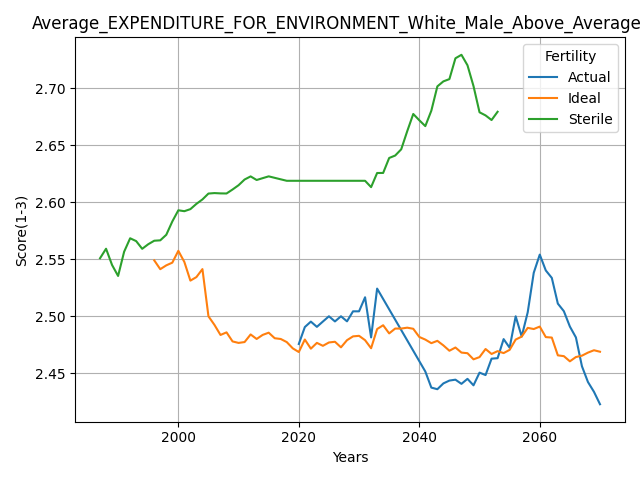 Average_EXPENDITURE_FOR_ENVIRONMENT_White_Male_Above_Average
Fertility
Actual
Ideal
Sterile
Score(1-3)
2.70
2.65
2.60
2.55
2.50
2.45
2000
2020
2040
2060
Years